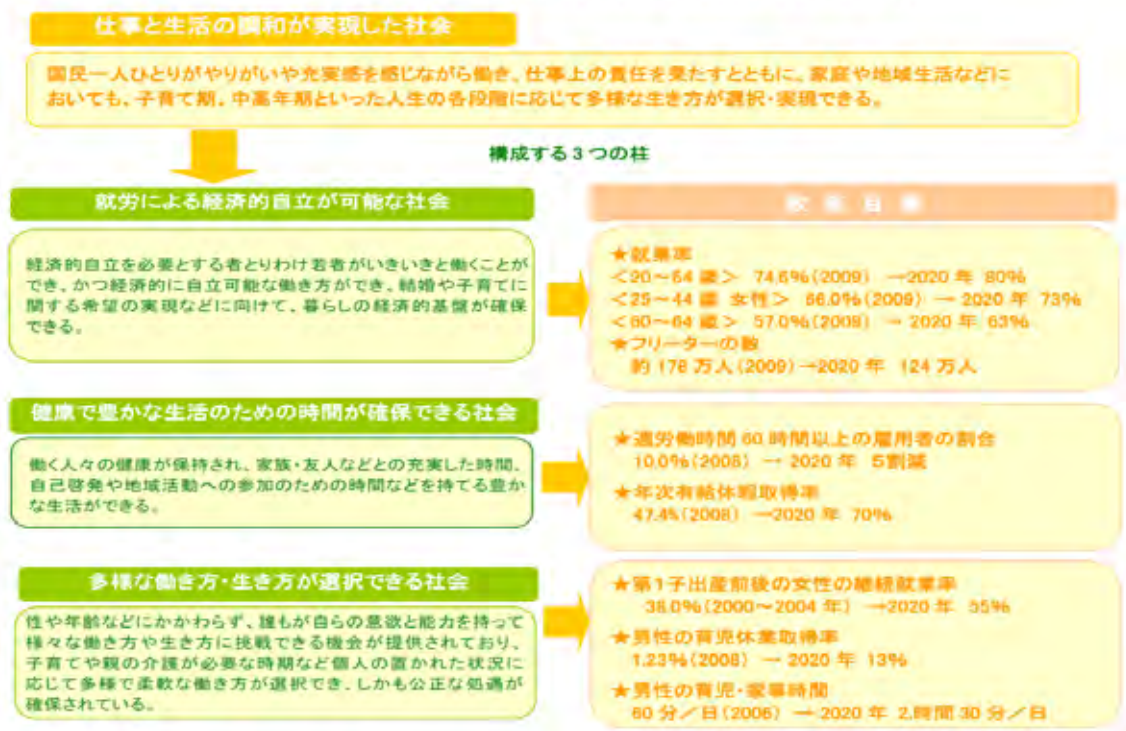 仕事と生活の調和が実現した社会
国民一人ひとりがやりがいや充実感を感じながら働き、仕事上の責任を果たすとともに、家庭や地域生活などに
おいても、子育て期、中高年期といった人生の各段階に応じて多様な生き方が選択・実現できる。
構成する3つの柱
就労による経済的自立が可能な社会
経済的自立を必要とする者とりわけ若者がいきいきと働くことが
でき、かつ経済的に自立可能な働き方ができ、結婚や子育てに
関する希望の実現などに向けて、暮らしの経済的基盤が確保
できる。
数値目標
★就業率
<20~64歳> 74.6%(2009) →2020年 80%
<25~44歳 女性> 66.0%(2009) → 2020年 73%
<60~64歳> 57.0%(2009) → 2020年 63%
★フリーターの数
約178万人(2009)→2020年 124万人
健康で豊かな生活のための時間が確保できる社会
働く人々の健康が保持され、家族・友人などとの充実した時間、
自己啓発や地域活動への参加のための時間などを持てる豊か
な生活ができる。
★週労働時間60時間以上の雇用者の割合
10.0%(2008) → 2020年 5割減
★年次有給休暇取得率
47.4%(2008) →2020年 70%
多様な働き方・生き方が選択できる社会
性や年齢などにかかわらず、誰もが自らの意欲と能力を持って
様々な働き方や生き方に挑戦できる機会が提供されており、
子育てや親の介護が必要な時期など個人の置かれた状況に
応じて多様で柔軟な働き方が選択でき、しかも公正な処遇が
確保されている。
★第1子出産前後の女性の継続就業率
38.0%(2000~2004年) →2020年 55%
★男性の育児休業取得率
1.23%(2008) → 2020年 13%
★男性の育児・家事時間
60分/日(2006) → 2020年 2時間30分/日